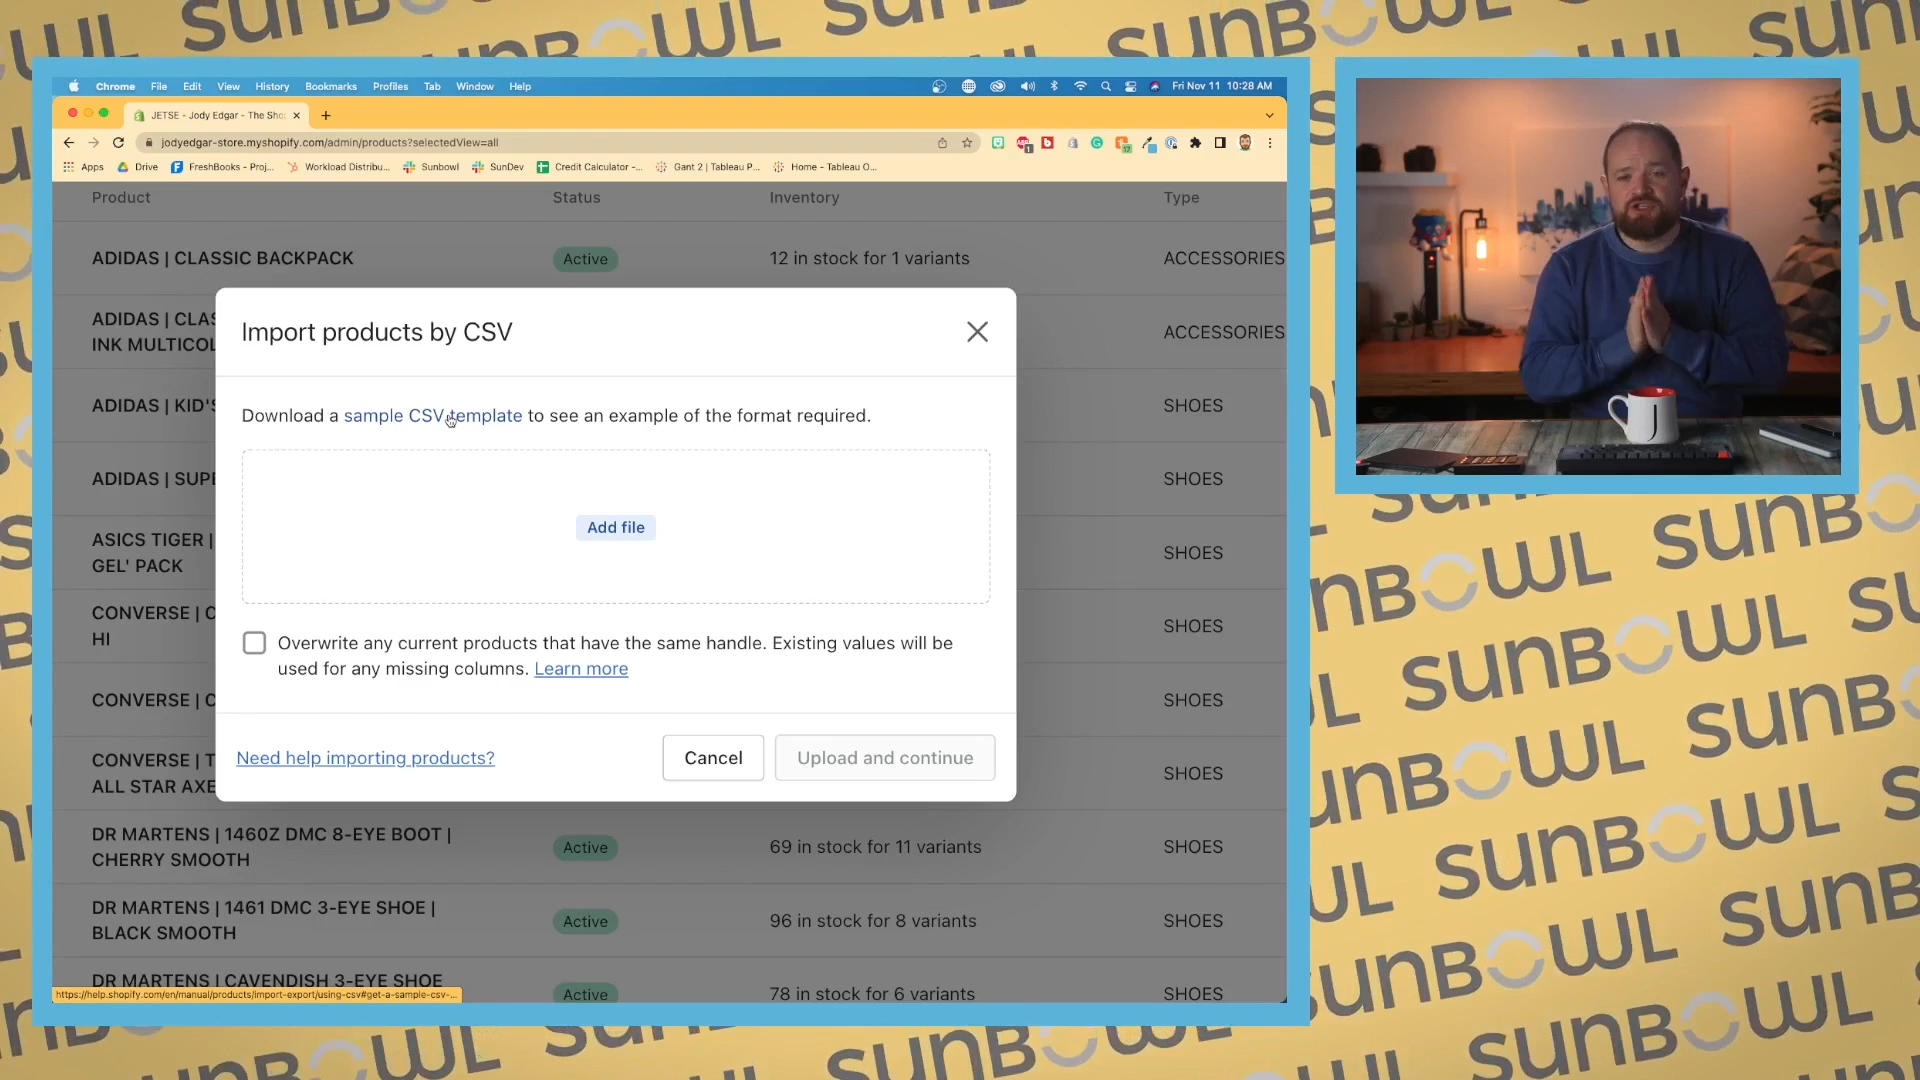 Chrome File Edit View History Bookmarks Profiles Tab Window Help Fri Nov 11 10:28 AM
JETSE - Jody Edgar - The Sho
jodyedgar-store.myshopify.com/admin/products?selectedView=all
Apps Drive FreshBooks - Proj... Workload Distribu... Sunbowl SunDev Credit Calculator -... Gant 2 | Tableau P... Home - Tableau O...
Product Status Inventory Type
ADIDAS | CLASSIC BACKPACK Active 12 in stock for 1 variants ACCESSORIES
ADIDAS | CLAS
INK MULTICOL
ACCESSORIES
ADIDAS | KID'S
SHOES
ADIDAS | SUPE
SHOES
ASICS TIGER |
GEL' PACK
SHOES
CONVERSE | C
HI
SHOES
CONVERSE | C
SHOES
CONVERSE | T
ALL STAR AXE
SHOES
Import products by CSV
Download a sample CSV template to see an example of the format required.
Add file
Overwrite any current products that have the same handle. Existing values will be
used for any missing columns. Learn more
Need help importing products? Cancel Upload and continue
DR MARTENS | 1460Z DMC 8-EYE BOOT |
CHERRY SMOOTH
Active 69 in stock for 11 variants SHOES
DR MARTENS | 1461 DMC 3-EYE SHOE |
BLACK SMOOTH
Active 96 in stock for 8 variants SHOES
DR MARTENS | CAVENDISH 3-EYE SHOE
Active 78 in stock for 6 variants SHOES
https://help.shopify.com/en/manual/products/import-export/using-csv#get-a-sample-csv-...
J
SUNBOWL
SUNBOWL
SUNBOWL
SUNBOWL
SUNBOWL